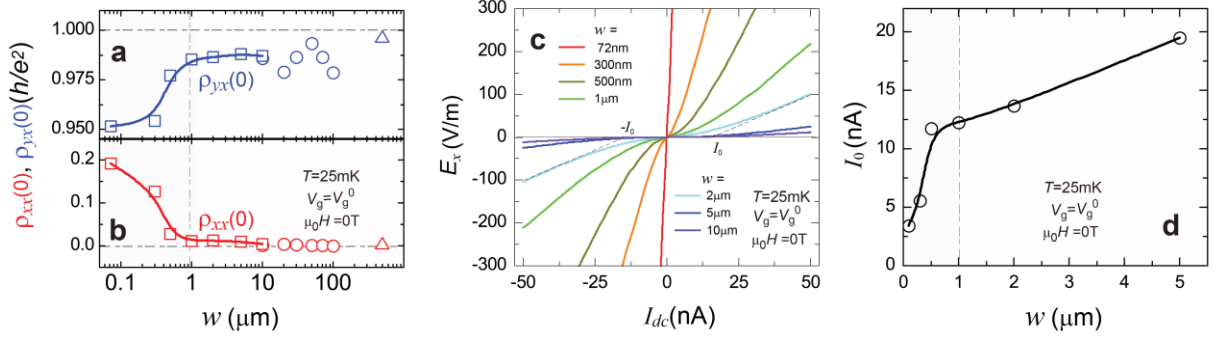 ρxx(0), ρyx(0)(h/e²)
1.000
0.975
0.950
a
ρyx(0)
0.2
0.1
0.0
b
ρxx(0)
T=25mK
Vg=Vg⁰
μ₀H =0T
0.1
1
10
100
w (μm)
Ex (V/m)
300
200
100
0
-100
-200
-300
c
w =
72nm
300nm
500nm
1μm
-I₀
I₀
w =
2μm
5μm
10μm
T=25mK
Vg=Vg⁰
μ₀H =0T
-50
-25
0
25
50
Idc(nA)
I₀ (nA)
20
15
10
5
0
T=25mK
Vg=Vg⁰
μ₀H =0T
d
0
1
2
3
4
5
w (μm)